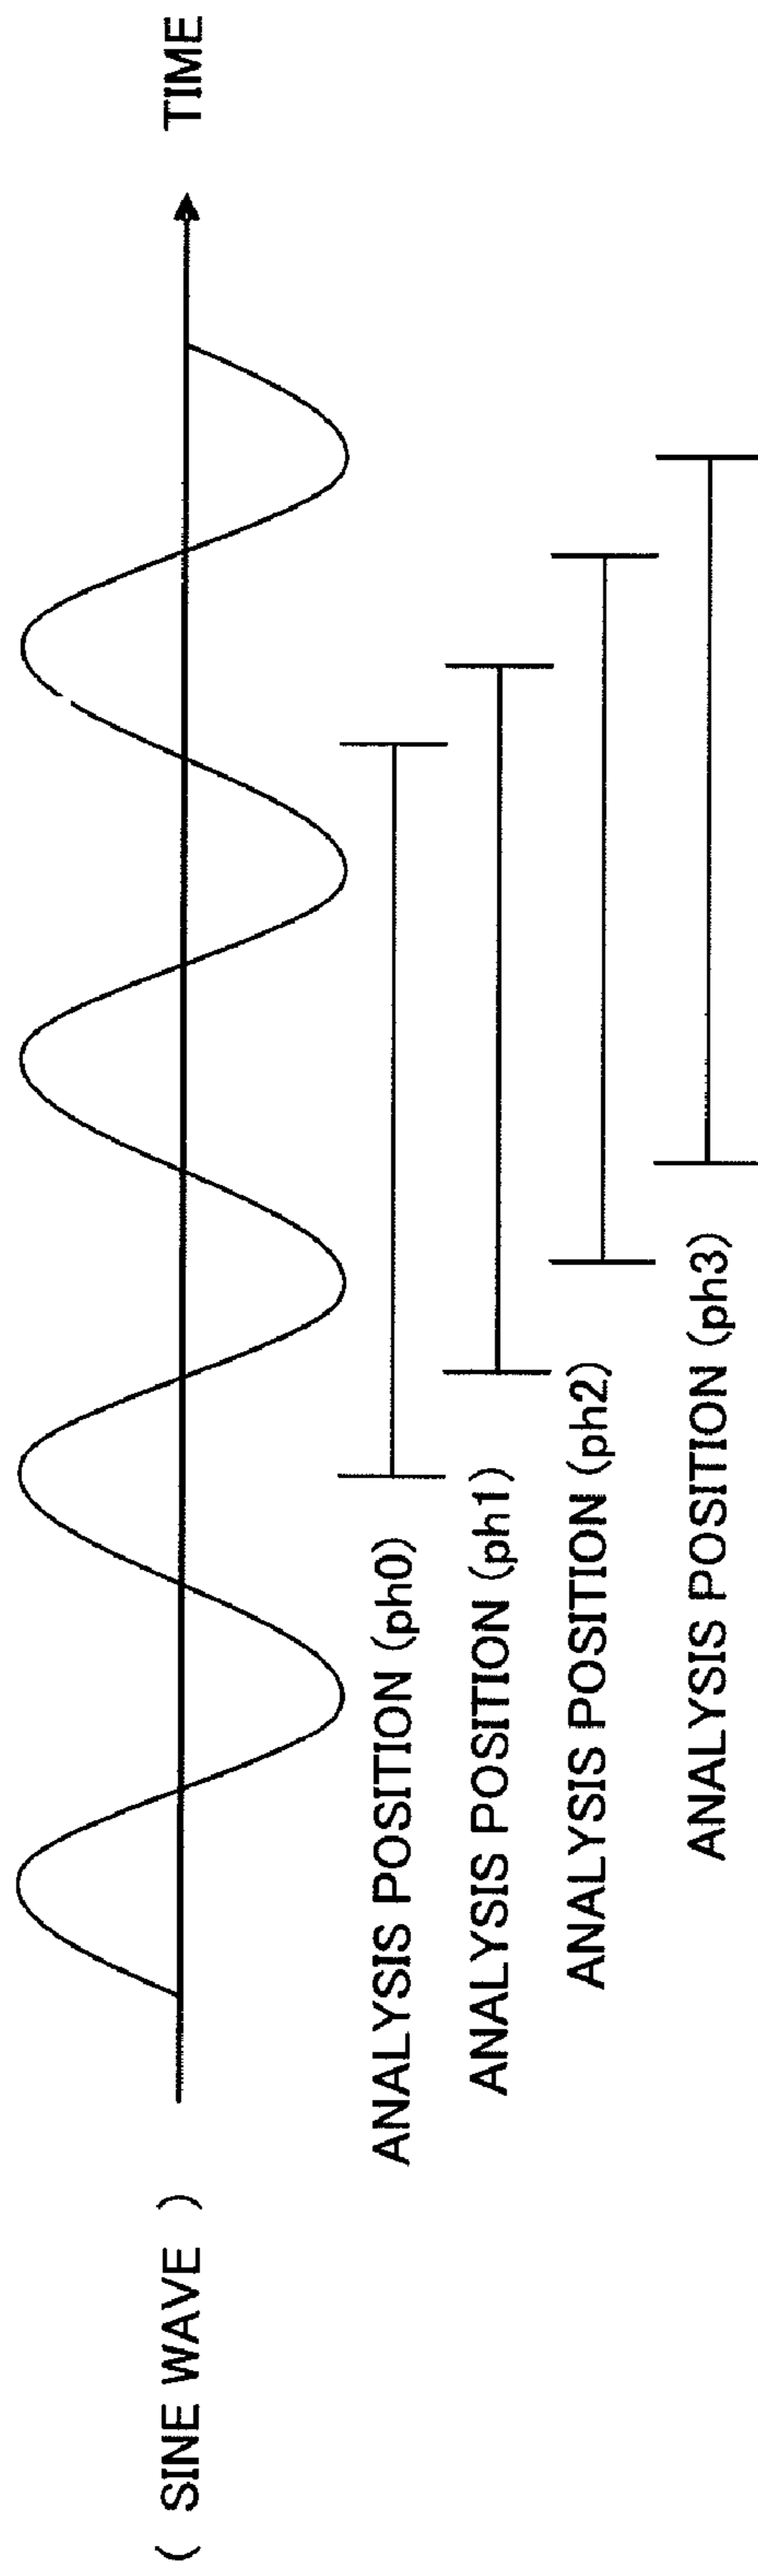 ( SINE WAVE )
TIME
ANALYSIS POSITION (ph0)
ANALYSIS POSITION (ph1)
ANALYSIS POSITION (ph2)
ANALYSIS POSITION (ph3)